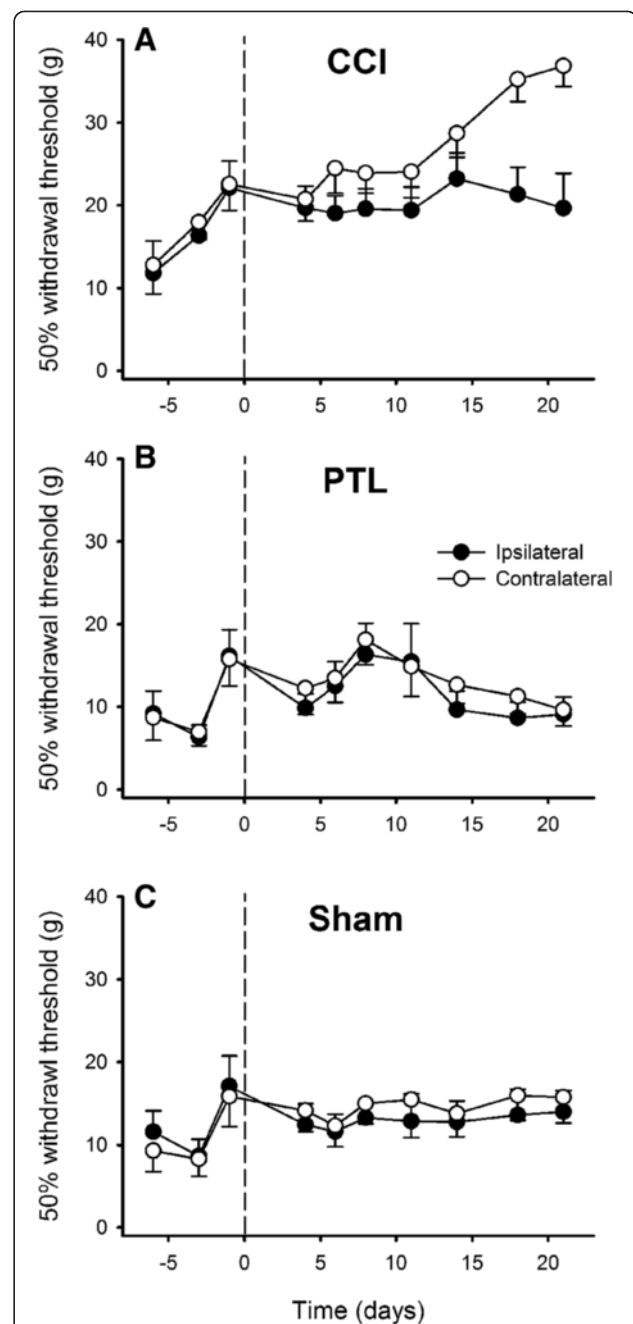 A
CCI
50% withdrawal threshold (g)
40
30
20
10
0
-5 0 5 10 15 20
B
PTL
50% withdrawal threshold (g)
40
30
20
10
0
Ipsilateral
Contralateral
-5 0 5 10 15 20
C
Sham
50% withdrawl threshold (g)
40
30
20
10
0
-5 0 5 10 15 20
Time (days)